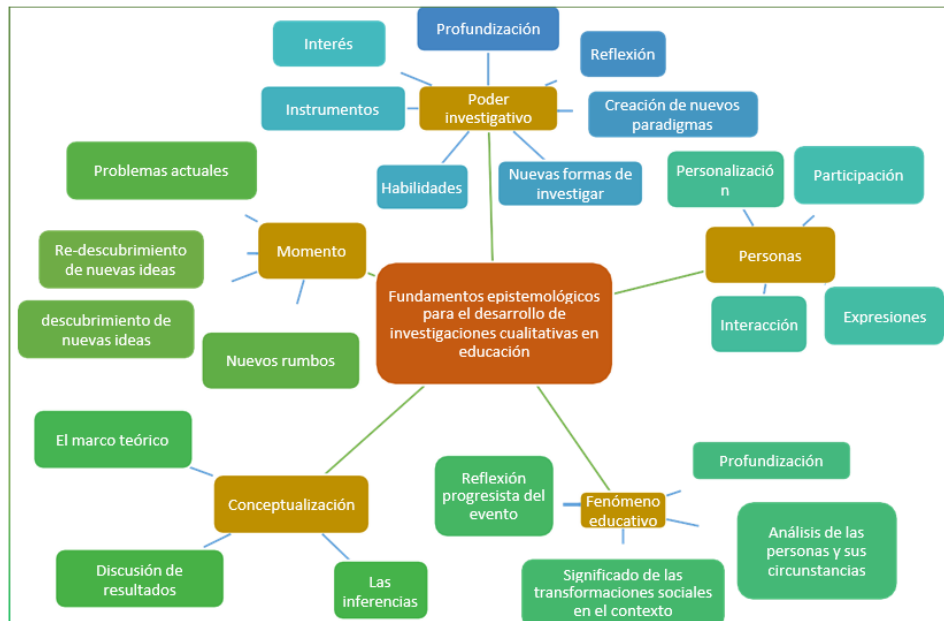 Profundización
Interés
Reflexión
Poder
investigativo
Instrumentos
Creación de nuevos
paradigmas
Habilidades
Nuevas formas de
investigar
Problemas actuales
Re-descubrimiento
de nuevas ideas
descubrimiento de
nuevas ideas
Momento
Nuevos rumbos
Personalizació
n
Participación
Personas
Interacción
Expresiones
Fundamentos epistemológicos
para el desarrollo de
investigaciones cualitativas en
educación
El marco teórico
Conceptualización
Discusión de
resultados
Las
inferencias
Reflexión
progresista del
evento
Fenómeno
educativo
Profundización
Análisis de las
personas y sus
circunstancias
Significado de las
transformaciones sociales
en el contexto